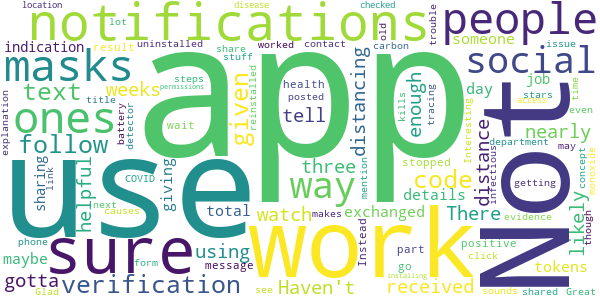 location
lot
disease
checked
notifications
people
indication
result
uninstalled
share
stuff
worked
contact
old
carbon
trouble
someone
issue
masks
app
social
text
weeks
title
steps
permissions
battery
detector
given
reinstalled
health
posted
tell
kills
tracing
distancing
enough
day
job
stars
access
time
even
ones
explanation
wait
Interesting
nearly
follow
sharing
link
COVID
giving
use
three
way
mention
stopped
code
distance
infectious
department
may
concept
monoxide
Not
getting
likely
though
helpful
next
causes
total
watch
makes
exchanged
details
There
evidence
sure
maybe
phone
form
using
work
Instead
part
go
positive
click
gotta
message
verification
Glad
see
Haven't
received
installing
tokens
sounds
shared
Great